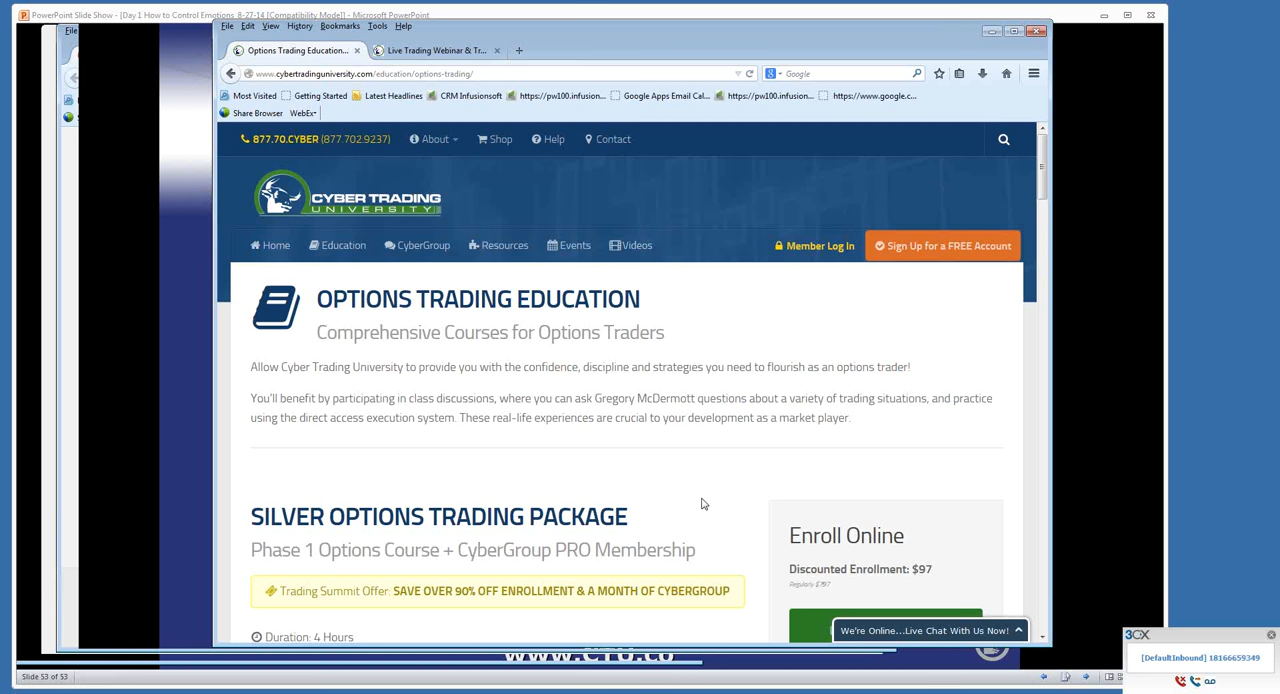 PowerPoint Slide Show - [Day 1 How to Control Emotions 8-27-14 [Compatibility Mode]] - Microsoft PowerPoint
File
File Edit View History Bookmarks Tools Help
Options Trading Education...
Live Trading Webinar & Tr...
www.cybertradinguniversity.com/education/options-trading/
Google
Most Visited Getting Started Latest Headlines CRM Infusionsoft https://pw100.infusion... Google Apps Email Cal... https://pw100.infusion... https://www.google.c...
Share Browser WebEx
877.70.CYBER (877.702.9237) About Shop Help Contact
CYBER TRADING
UNIVERSITY
Home Education CyberGroup Resources Events Videos Member Log In Sign Up for a FREE Account
OPTIONS TRADING EDUCATION
Comprehensive Courses for Options Traders
Allow Cyber Trading University to provide you with the confidence, discipline and strategies you need to flourish as an options trader!
You'll benefit by participating in class discussions, where you can ask Gregory McDermott questions about a variety of trading situations, and practice
using the direct access execution system. These real-life experiences are crucial to your development as a market player.
SILVER OPTIONS TRADING PACKAGE
Phase 1 Options Course + CyberGroup PRO Membership
Trading Summit Offer: SAVE OVER 90% OFF ENROLLMENT & A MONTH OF CYBERGROUP
Duration: 4 Hours
Enroll Online
Discounted Enrollment: $97
Regularly $797
We're Online...Live Chat With Us Now!
www.CTU.co
Slide 53 of 53
3CX
[DefaultInbound] 18166659349